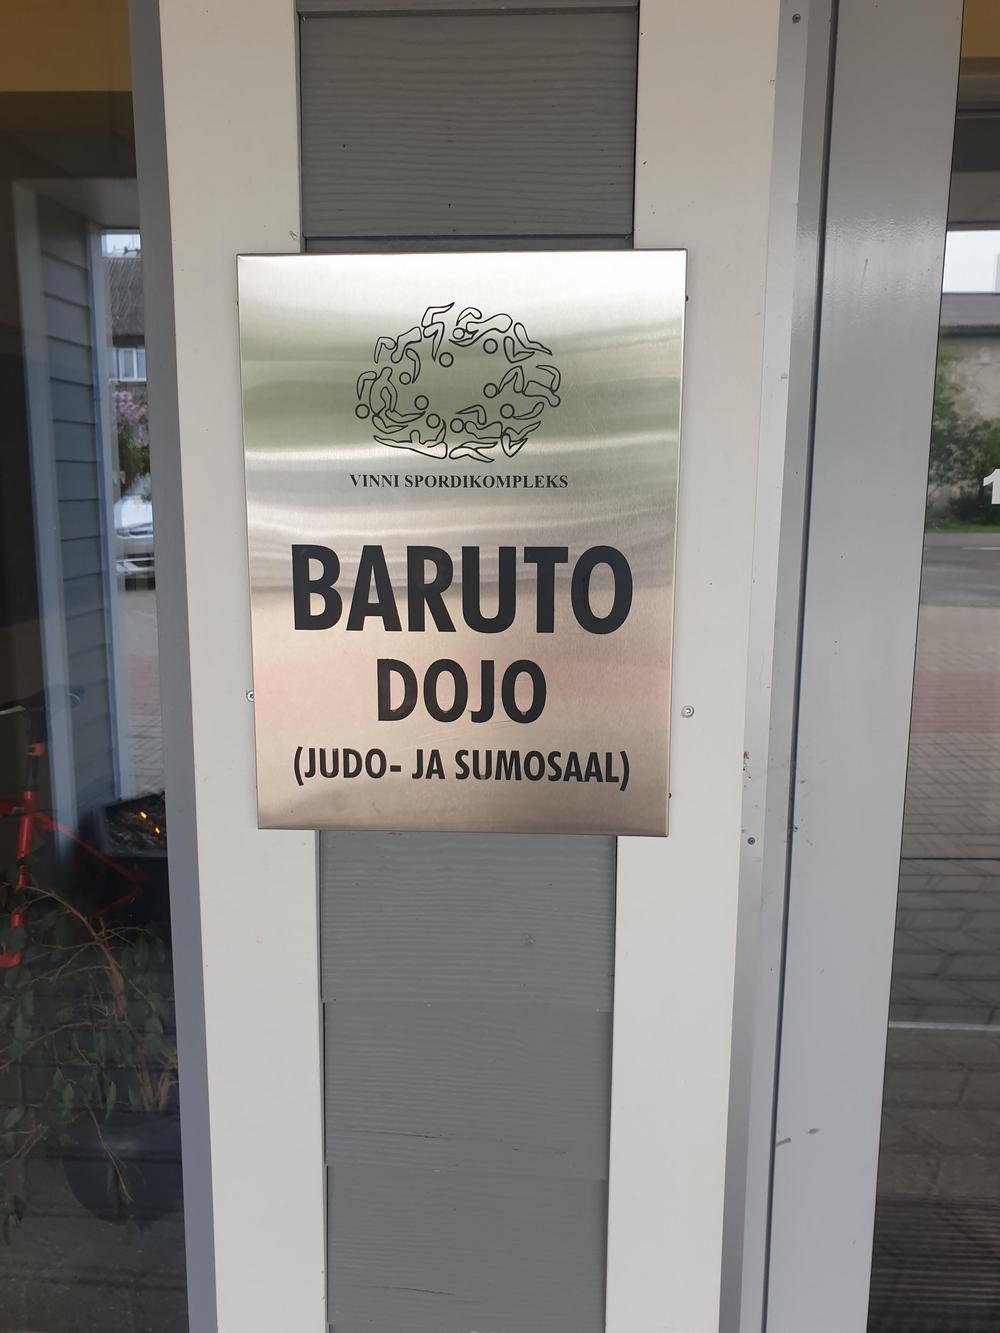 VINNI SPORDIKOMPLEKS
BARUTO
DOJO
(JUDO- JA SUMOSAAL)